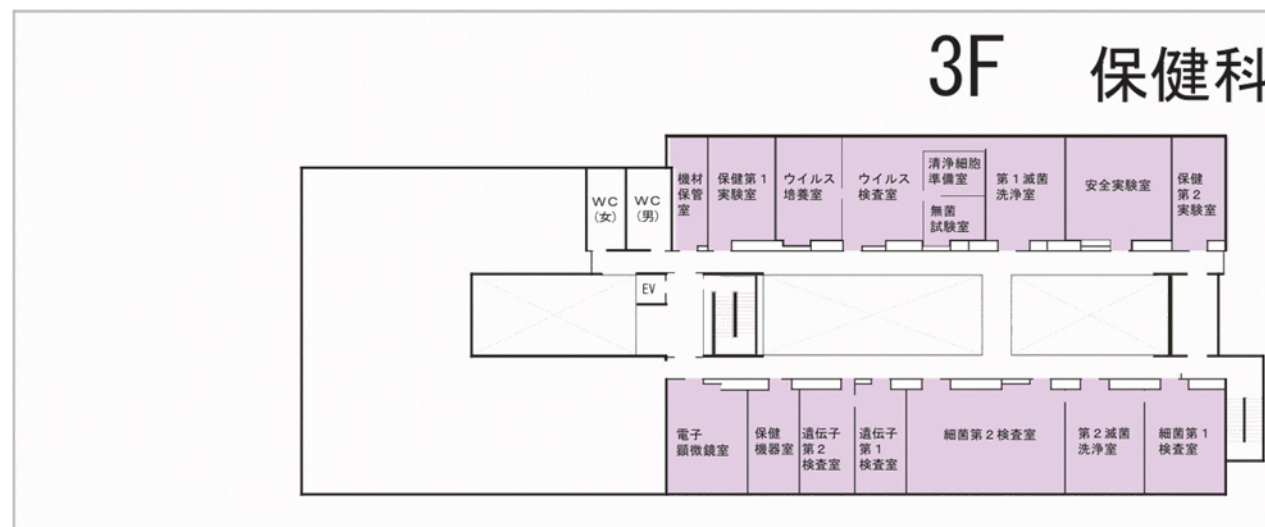 3F 保健科
機材
保管
室
保健第1
実験室
ウイルス
培養室
ウイルス
検査室
清浄細胞
準備室
無菌
試験室
第1滅菌
洗浄室
安全実験室
保健
第2
実験室
WC
(女)
WC
(男)
EV
電子
顕微鏡室
保健
機器室
遺伝子
第2
検査室
遺伝子
第1
検査室
細菌第2検査室
第2滅菌
洗浄室
細菌第1
検査室